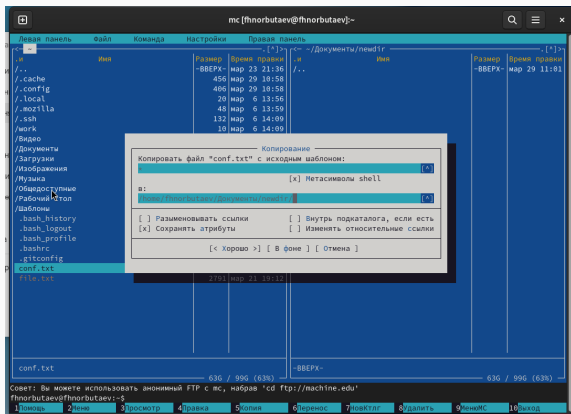 mc [fhnorbutaev@fhnorbutaev]:~
Левая панель Файл Команда Настройки Правая панель
<─ ~ .[^]> <─ ~/Документы/newdir .[^]>
.и Имя Размер Время правки .и Имя Размер Время правки
/.. -ВВЕРХ- мар 23 21:36 /.. -ВВЕРХ- мар 29 11:01
/.cache 456 мар 29 10:58
/.config 406 мар 29 10:58
/.local 20 мар 6 13:56
/.mozilla 48 мар 6 13:59
/.ssh 132 мар 6 14:09
/work 10 мар 6 14:09
/Видео
/Документы
/Загрузки
/Изображения
/Музыка
/Общедоступные
/Рабочий стол
/Шаблоны
.bash_history
.bash_logout
.bash_profile
.bashrc
.gitconfig
conf.txt
file.txt 2791 мар 21 19:12
Копирование
Копировать файл "conf.txt" с исходным шаблоном:
[^]
[x] Метасимволы shell
в:
/home/fhnorbutaev/Документы/newdir/ [^]
[ ] Разыменовывать ссылки [ ] Внутрь подкаталога, если есть
[x] Сохранять атрибуты [ ] Изменять относительные ссылки
[< Хорошо >] [ В фоне ] [ Отмена ]
conf.txt -ВВЕРХ-
63G / 99G (63%) 63G / 99G (63%)
Совет: Вы можете использовать анонимный FTP с mc, набрав 'cd ftp://machine.edu'
fhnorbutaev@fhnorbutaev:~$
1Помощь 2Меню 3Просмотр 4Правка 5Копия 6Перенос 7НовКтлг 8Удалить 9МенюMC 10Выход